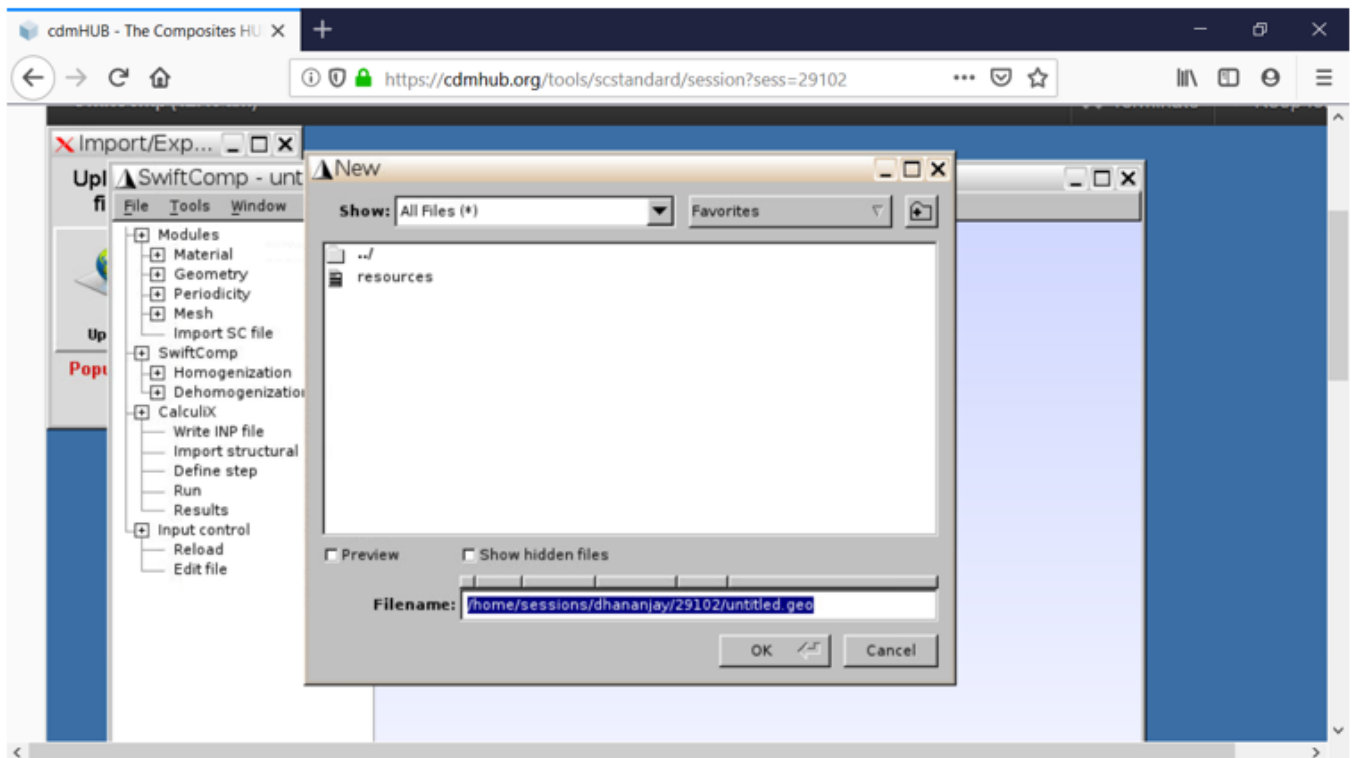 cdmHUB - The Composites HU
https://cdmhub.org/tools/scstandard/session?sess=29102
Import/Exp...
Upl
fi
Up
Popu
SwiftComp - unt
File Tools Window
Modules
Material
Geometry
Periodicity
Mesh
Import SC file
SwiftComp
Homogenization
Dehomogenizatio
CalculiX
Write INP file
Import structural
Define step
Run
Results
Input control
Reload
Edit file
New
Show: All Files (*) Favorites
../
resources
Preview Show hidden files
Filename: /home/sessions/dhananjay/29102/untitled.geo
OK Cancel